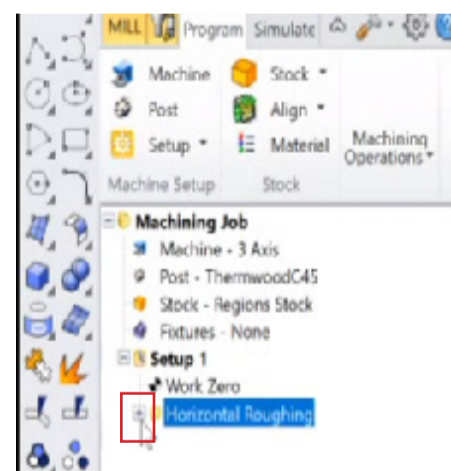 MILL Program Simulate
Machine Stock
Post Align
Setup Material Machining Operations
Machine Setup Stock
Machining Job
Machine - 3 Axis
Post - ThermwoodC45
Stock - Regions Stock
Fixtures - None
Setup 1
Work Zero
Horizontal Roughing